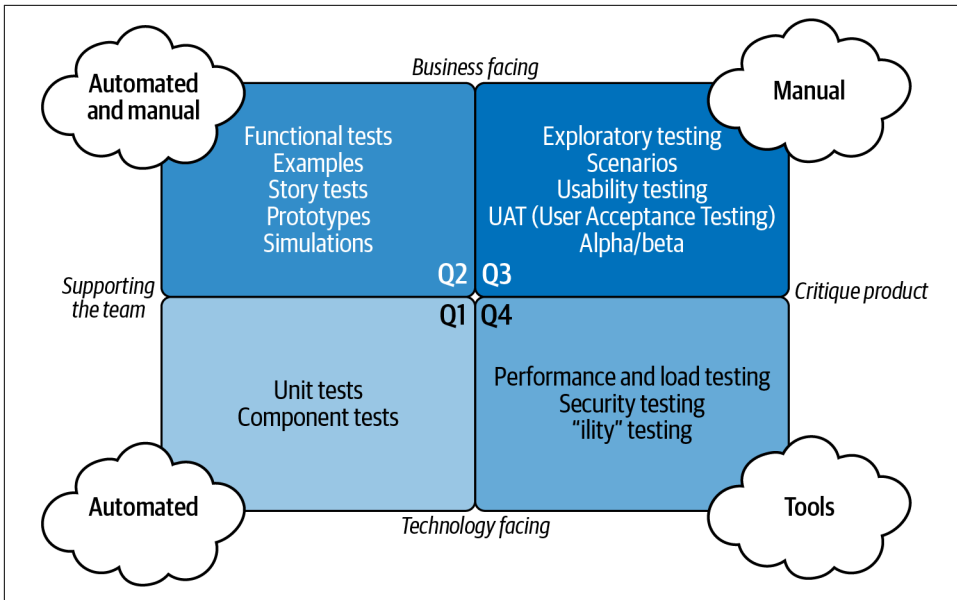 Business facing
Automated
and manual
Manual
Functional tests
Examples
Story tests
Prototypes
Simulations
Exploratory testing
Scenarios
Usability testing
UAT (User Acceptance Testing)
Alpha/beta
Q2
Q3
Supporting
the team
Critique product
Q1
Q4
Unit tests
Component tests
Performance and load testing
Security testing
“ility” testing
Automated
Tools
Technology facing